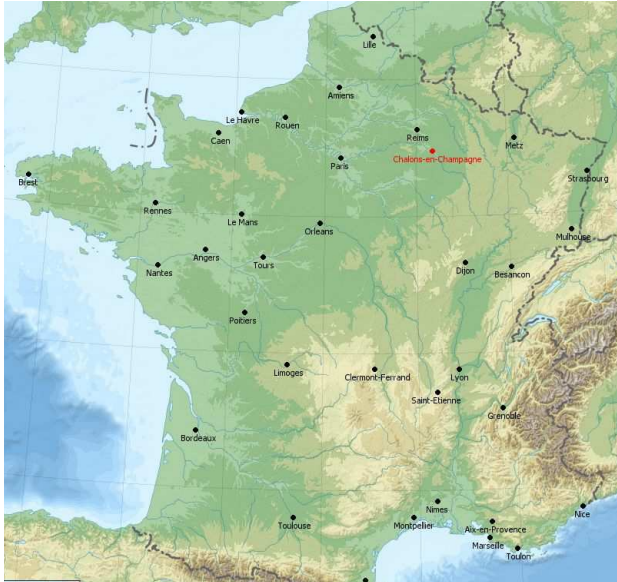 Lille
Amiens
Le Havre
Rouen
Caen
Reims
Metz
Chalons-en-Champagne
Paris
Brest
Strasbourg
Rennes
Le Mans
Orleans
Mulhouse
Angers
Tours
Nantes
Dijon
Besancon
Poitiers
Limoges
Clermont-Ferrand
Lyon
Saint-Etienne
Grenoble
Bordeaux
Nimes
Nice
Toulouse
Montpellier
Aix-en-Provence
Marseille
Toulon